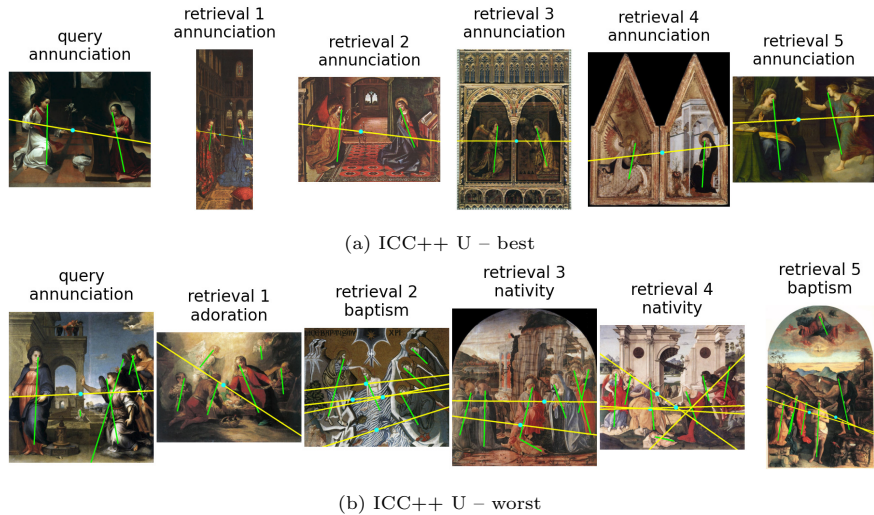 query
annunciation
retrieval 1
annunciation
retrieval 2
annunciation
retrieval 3
annunciation
retrieval 4
annunciation
retrieval 5
annunciation
(a) ICC++ U – best
query
annunciation
retrieval 1
adoration
retrieval 2
baptism
retrieval 3
nativity
retrieval 4
nativity
retrieval 5
baptism
(b) ICC++ U – worst